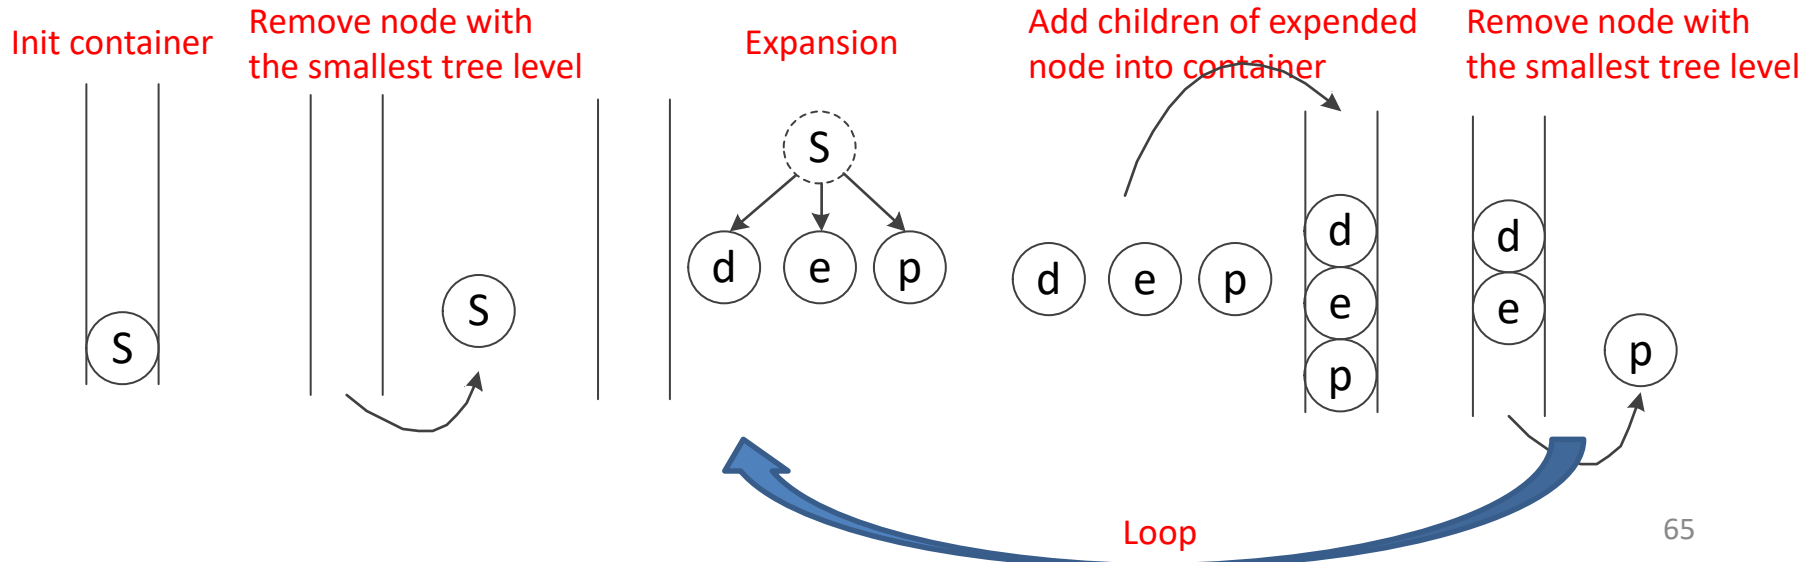 Init container
Remove node with
the smallest tree level
Expansion
Add children of expended
node into container
Remove node with
the smallest tree level
S
S
S
d
e
p
d
e
p
d
e
p
d
e
p
Loop
65